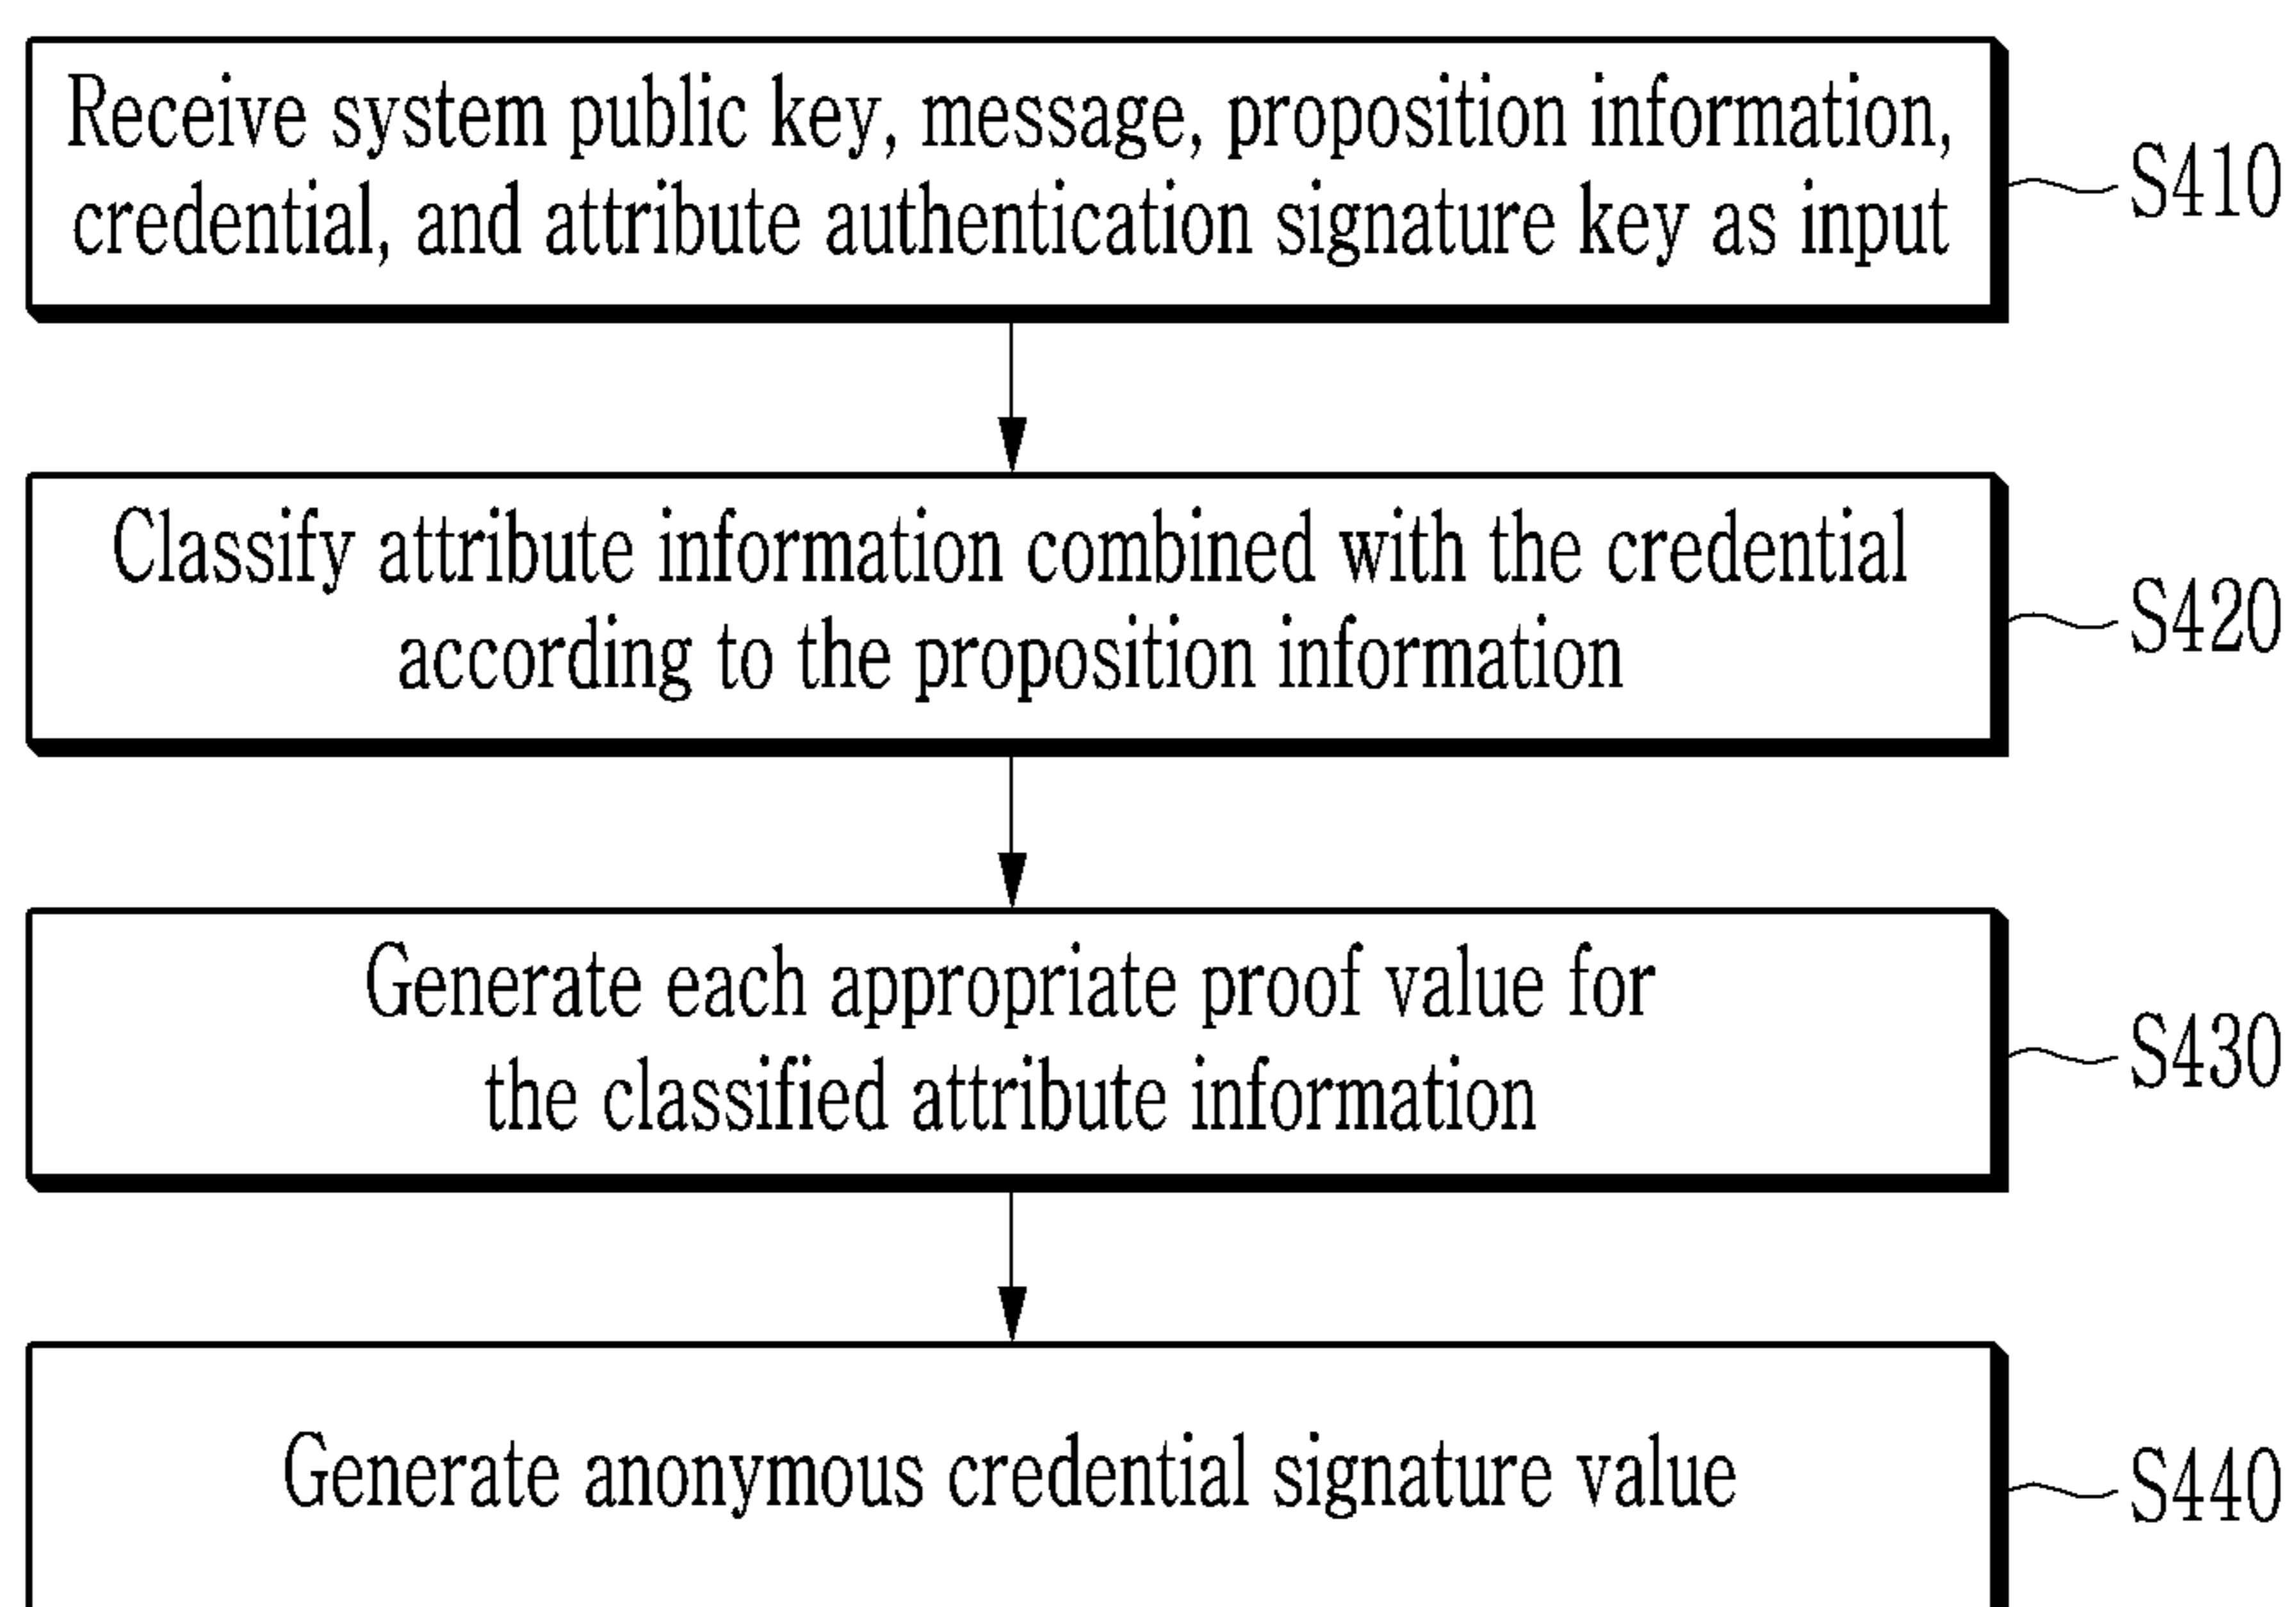 Receive system public key, message, proposition information,
credential, and attribute authentication signature key as input
S410
Classify attribute information combined with the credential
according to the proposition information
S420
Generate each appropriate proof value for
the classified attribute information
S430
Generate anonymous credential signature value
S440